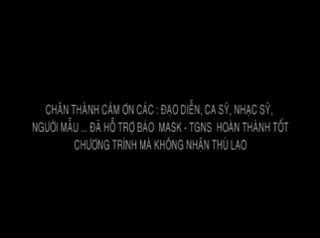 CHÂN THÀNH CẢM ƠN CÁC : ĐẠO DIỄN, CA SỸ, NHẠC SỸ,
NGƯỜI MẪU ... ĐÃ HỖ TRỢ BÁO MASK - TGNS HOÀN THÀNH TỐT
CHƯƠNG TRÌNH MÀ KHÔNG NHẬN THÙ LAO